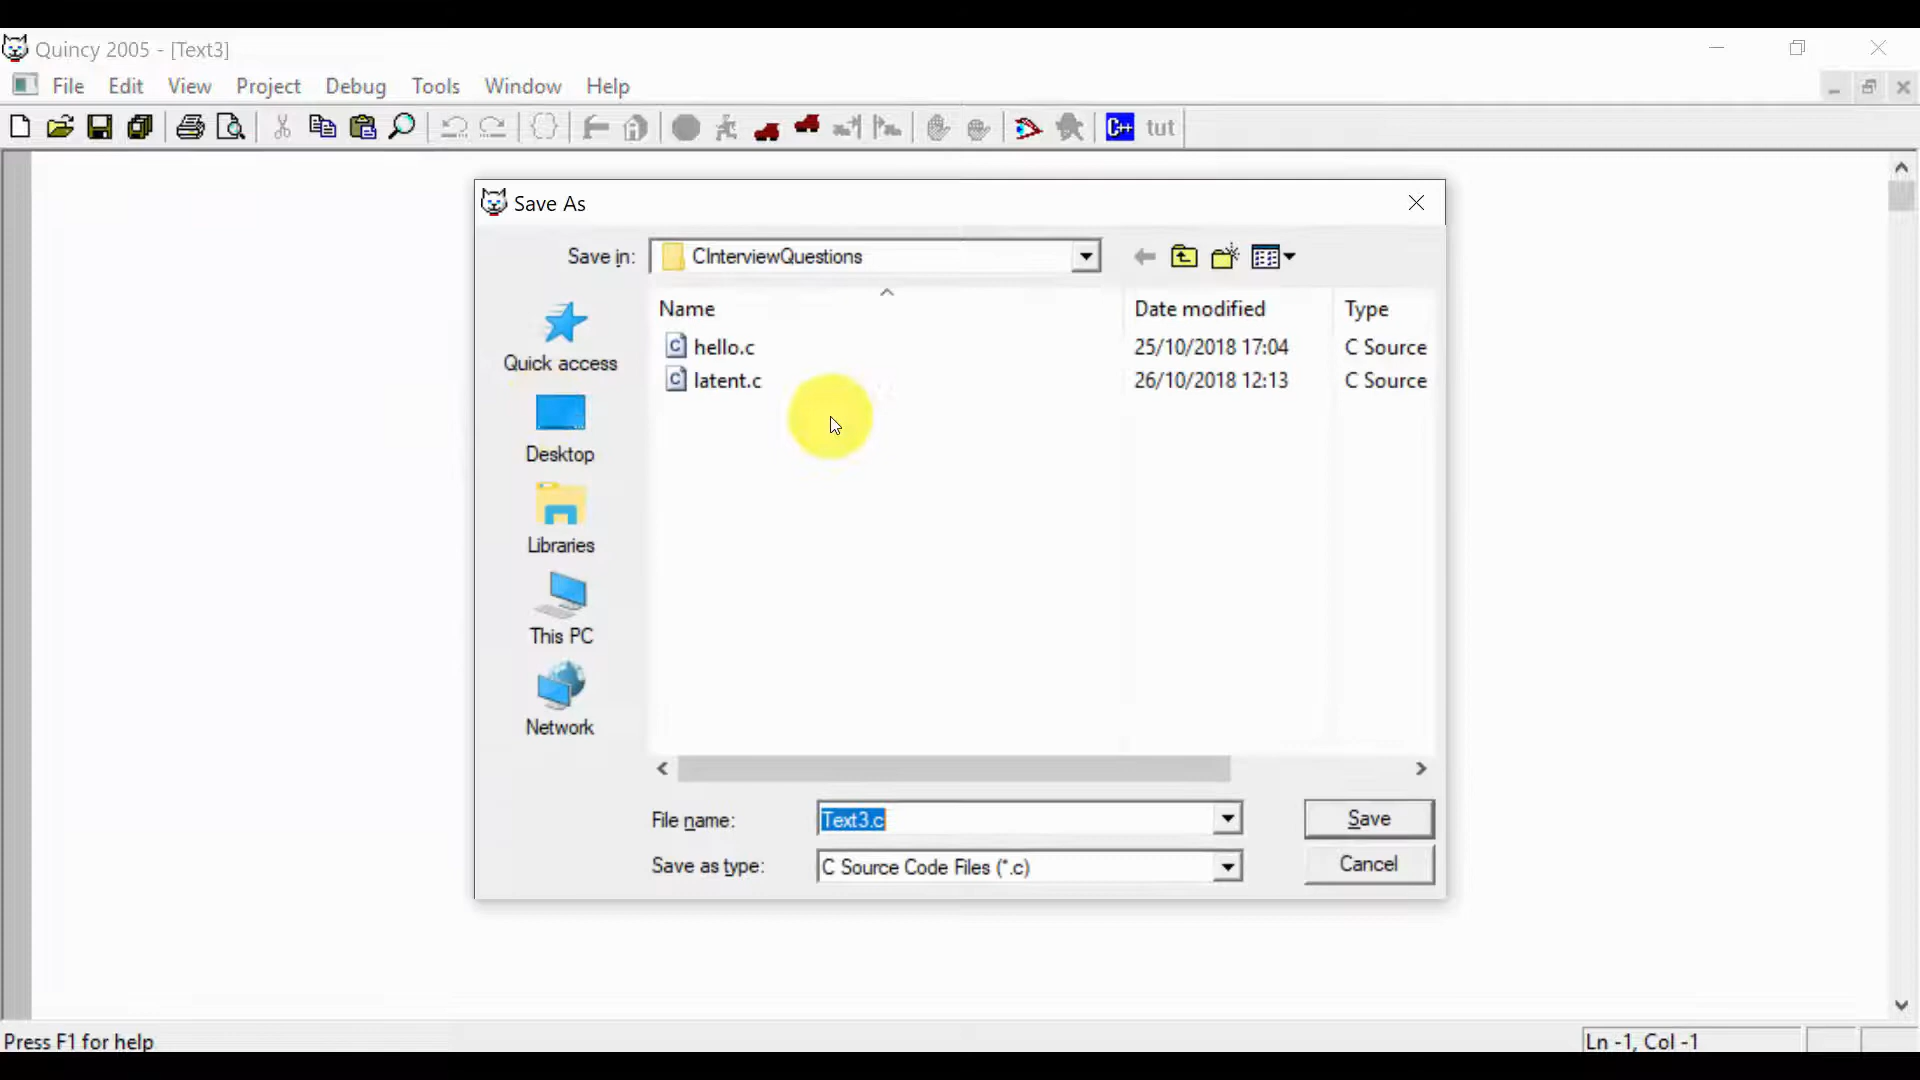 Quincy 2005 - [Text3]
File Edit View Project Debug Tools Window Help
C++ tut
Save As
Save in: CInterviewQuestions
Name Date modified Type
hello.c 25/10/2018 17:04 C Source
latent.c 26/10/2018 12:13 C Source
Quick access
Desktop
Libraries
This PC
Network
File name: Text3.c Save
Save as type: C Source Code Files (*.c) Cancel
Press F1 for help Ln -1, Col -1